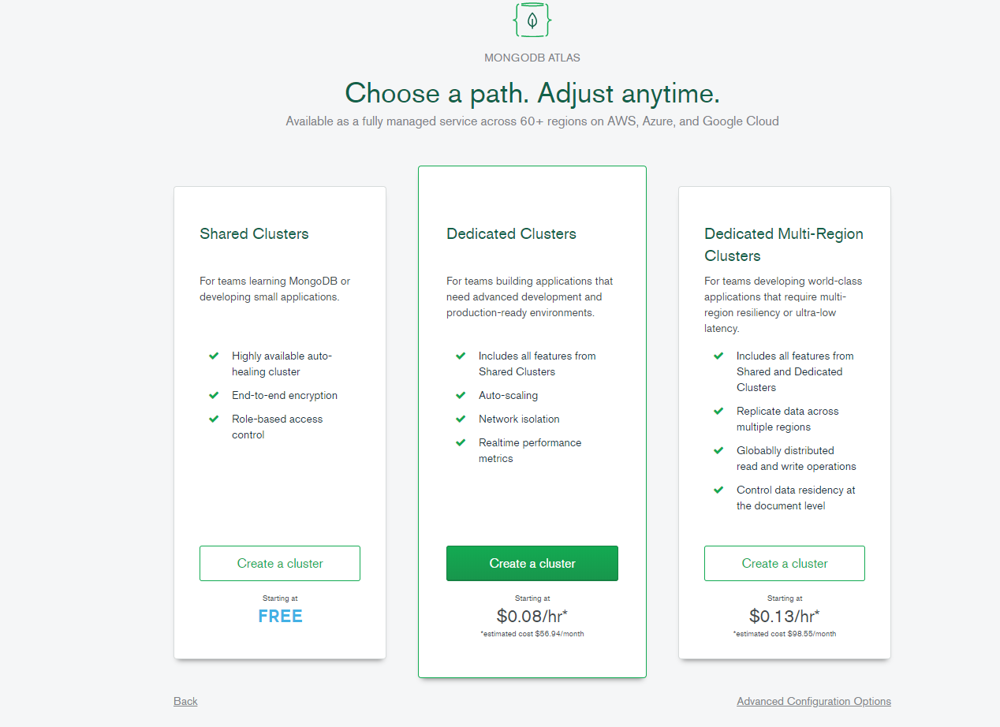 MONGODB ATLAS
Choose a path. Adjust anytime.
Available as a fully managed service across 60+ regions on AWS, Azure, and Google Cloud
Shared Clusters
For teams learning MongoDB or
developing small applications.
Highly available auto-
healing cluster
End-to-end encryption
Role-based access
control
Create a cluster
Starting at
FREE
Dedicated Clusters
For teams building applications that
need advanced development and
production-ready environments.
Includes all features from
Shared Clusters
Auto-scaling
Network isolation
Realtime performance
metrics
Create a cluster
Starting at
$0.08/hr*
*estimated cost $56.94/month
Dedicated Multi-Region
Clusters
For teams developing world-class
applications that require multi-
region resiliency or ultra-low
latency.
Includes all features from
Shared and Dedicated
Clusters
Replicate data across
multiple regions
Globablly distributed
read and write operations
Control data residency at
the document level
Create a cluster
Starting at
$0.13/hr*
*estimated cost $98.55/month
Back
Advanced Configuration Options